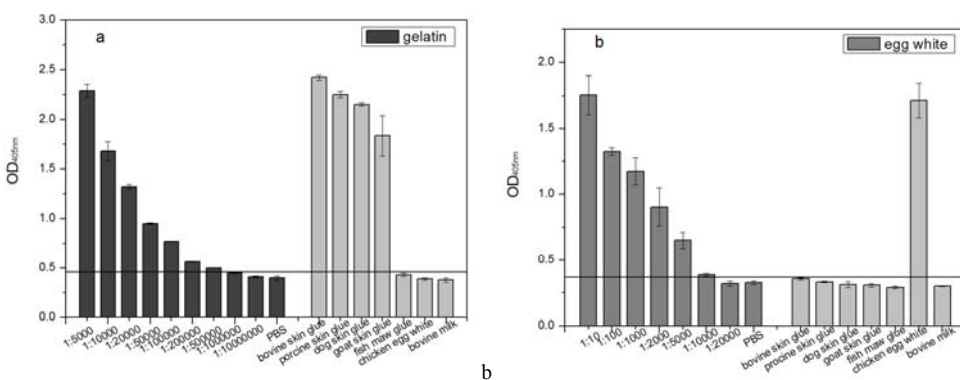 a
gelatin
3.0
2.5
2.0
1.5
1.0
0.5
0.0
OD405nm
1:5000
1:10000
1:20000
1:50000
1:100000
1:200000
1:500000
1:1000000
1:10000000
PBS
bovine skin glue
porcine skin glue
dog skin glue
goat skin glue
fish maw glue
chicken egg white
bovine milk
b
b
egg white
2.0
1.5
1.0
0.5
0.0
OD405nm
1:10
1:100
1:1000
1:2000
1:5000
1:10000
1:20000
PBS
bovine skin glue
procine skin glue
dog skin glue
goat skin glue
fish maw gloe
chicken egg white
bovine milk